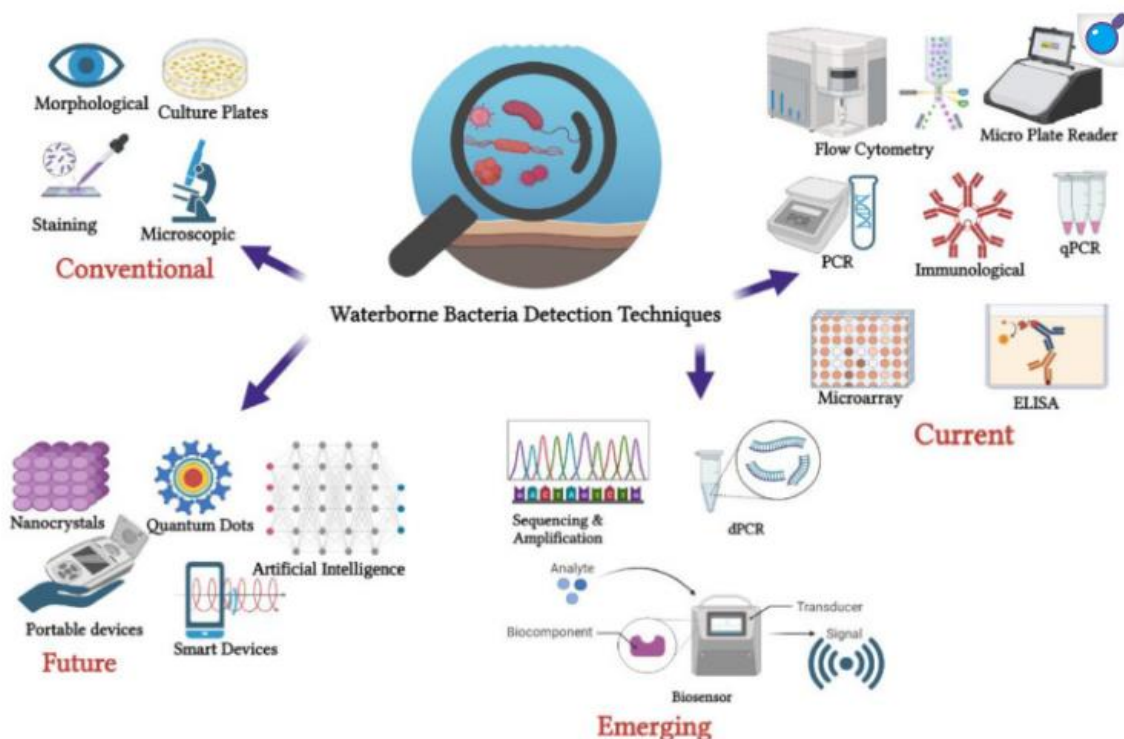 Morphological
Culture Plates
Staining
Microscopic
Conventional
Waterborne Bacteria Detection Techniques
Flow Cytometry
Micro Plate Reader
PCR
PCR
Immunological
qPCR
Microarray
ELISA
Current
Nanocrystals
Quantum Dots
Artificial Intelligence
Portable devices
Smart Devices
Future
Sequencing &
Amplification
dPCR
Analyte
Biocomponent
Transducer
Signal
Biosensor
Emerging